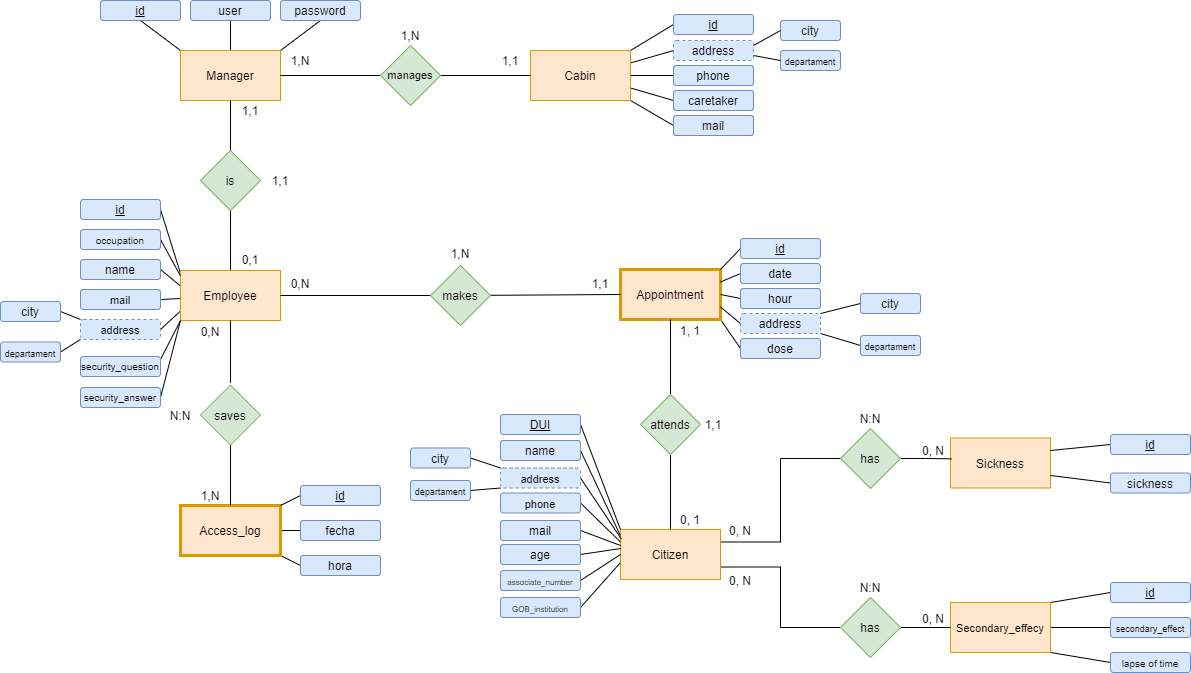 id
user
password
Manager
1,N
1,N
manages
1,1
Cabin
id
address
phone
caretaker
mail
city
departament
1,1
is
1,1
0,1
id
occupation
name
mail
address
security_question
security_answer
city
departament
Employee
0,N
1,N
makes
1,1
Appointment
id
date
hour
address
dose
city
departament
0,N
N:N
saves
1,N
Access_log
id
fecha
hora
1, 1
attends
1,1
0, 1
DUI
name
address
phone
mail
age
associate_number
GOB_institution
city
departament
Citizen
0, N
N:N
has
0, N
Sickness
id
sickness
0, N
N:N
has
0, N
Secondary_effecy
id
secondary_effect
lapse of time